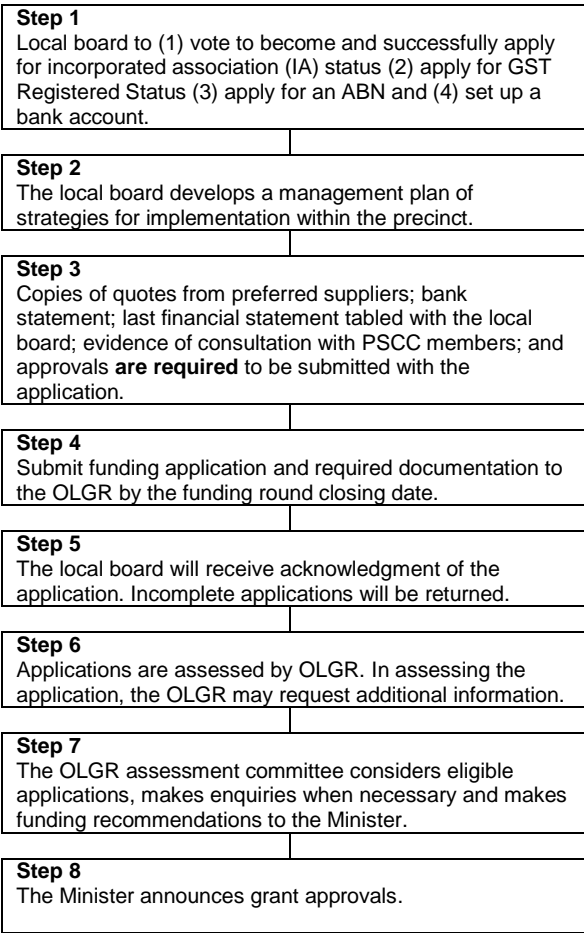 Step 1
Local board to (1) vote to become and successfully apply
for incorporated association (IA) status (2) apply for GST
Registered Status (3) apply for an ABN and (4) set up a
bank account.
Step 2
The local board develops a management plan of
strategies for implementation within the precinct.
Step 3
Copies of quotes from preferred suppliers; bank
statement; last financial statement tabled with the local
board; evidence of consultation with PSCC members; and
approvals are required to be submitted with the
application.
Step 4
Submit funding application and required documentation to
the OLGR by the funding round closing date.
Step 5
The local board will receive acknowledgment of the
application. Incomplete applications will be returned.
Step 6
Applications are assessed by OLGR. In assessing the
application, the OLGR may request additional information.
Step 7
The OLGR assessment committee considers eligible
applications, makes enquiries when necessary and makes
funding recommendations to the Minister.
Step 8
The Minister announces grant approvals.